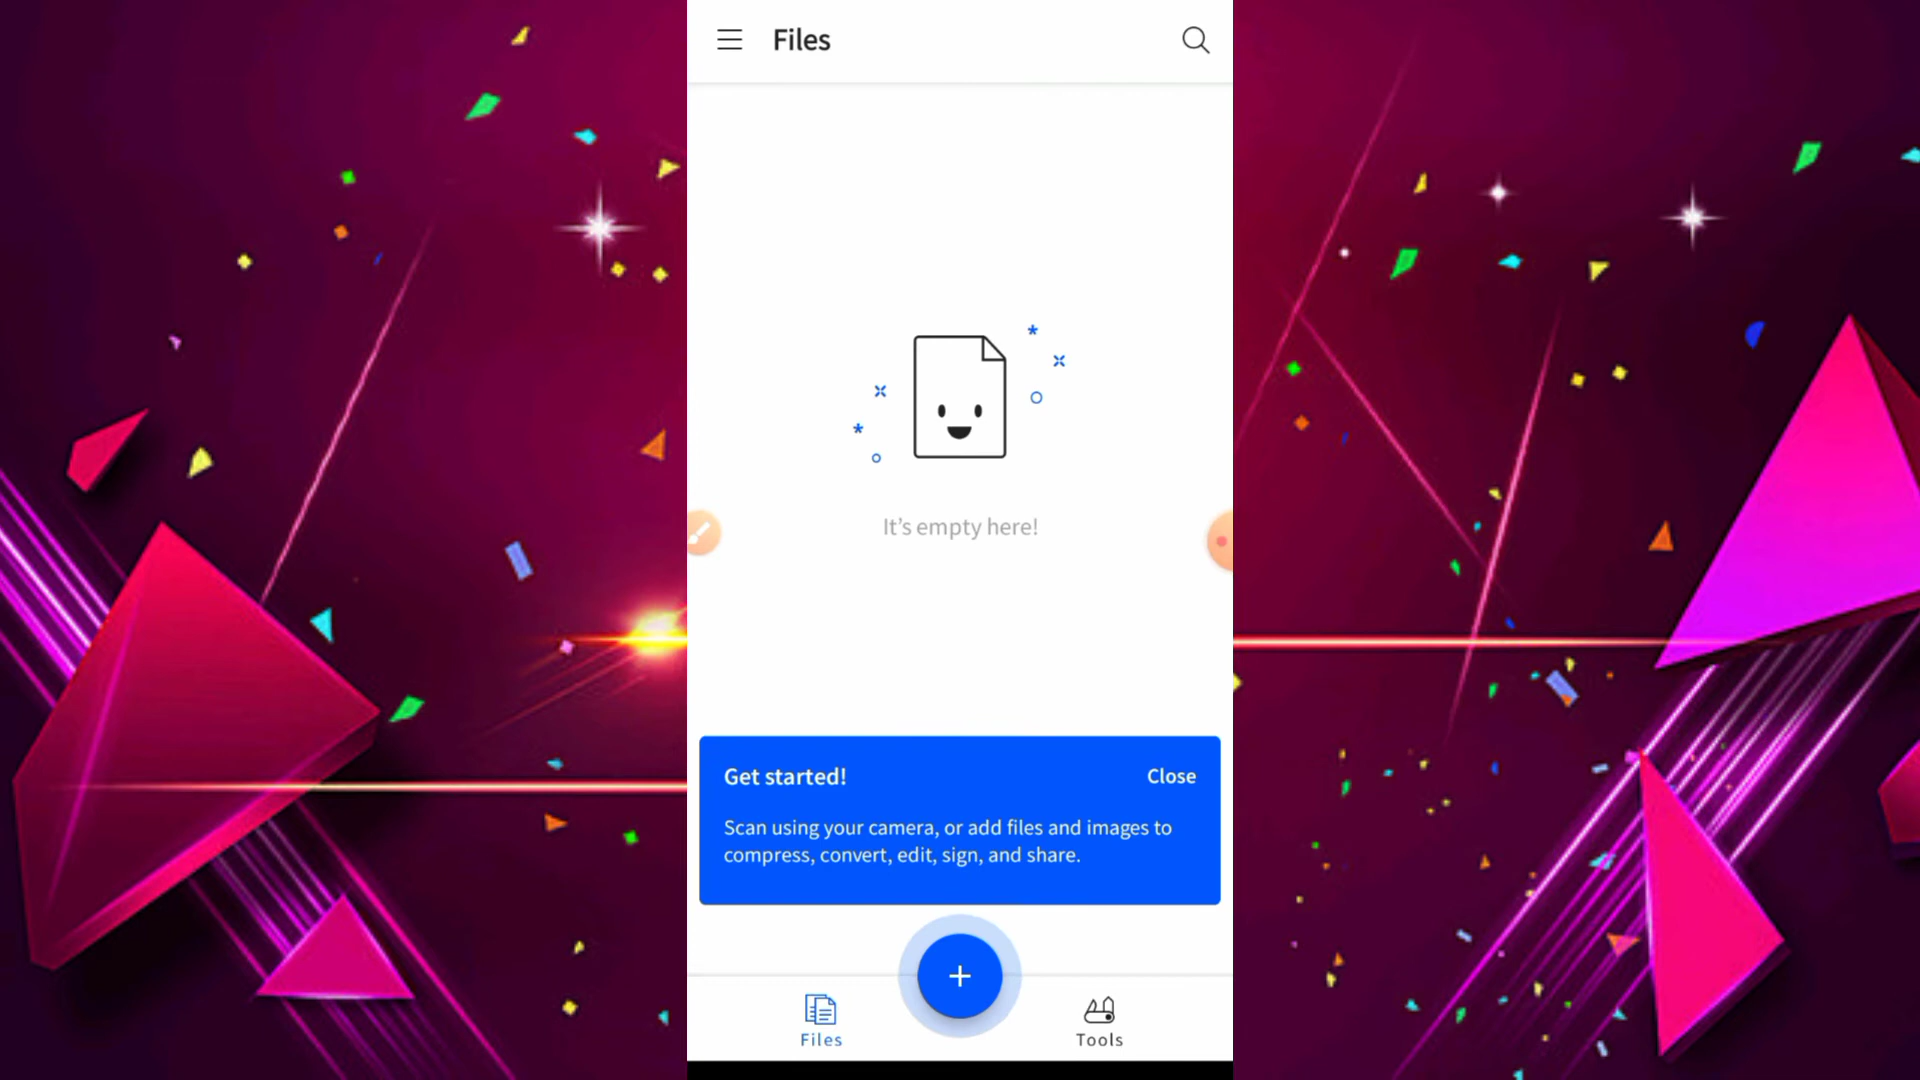 Files
It’s empty here!
Get started!
Close
Scan using your camera, or add files and images to
compress, convert, edit, sign, and share.
Files
Tools